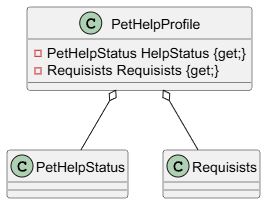 C PetHelpProfile
PetHelpStatus HelpStatus {get;}
Requisists Requisists {get;}
C PetHelpStatus
C Requisists